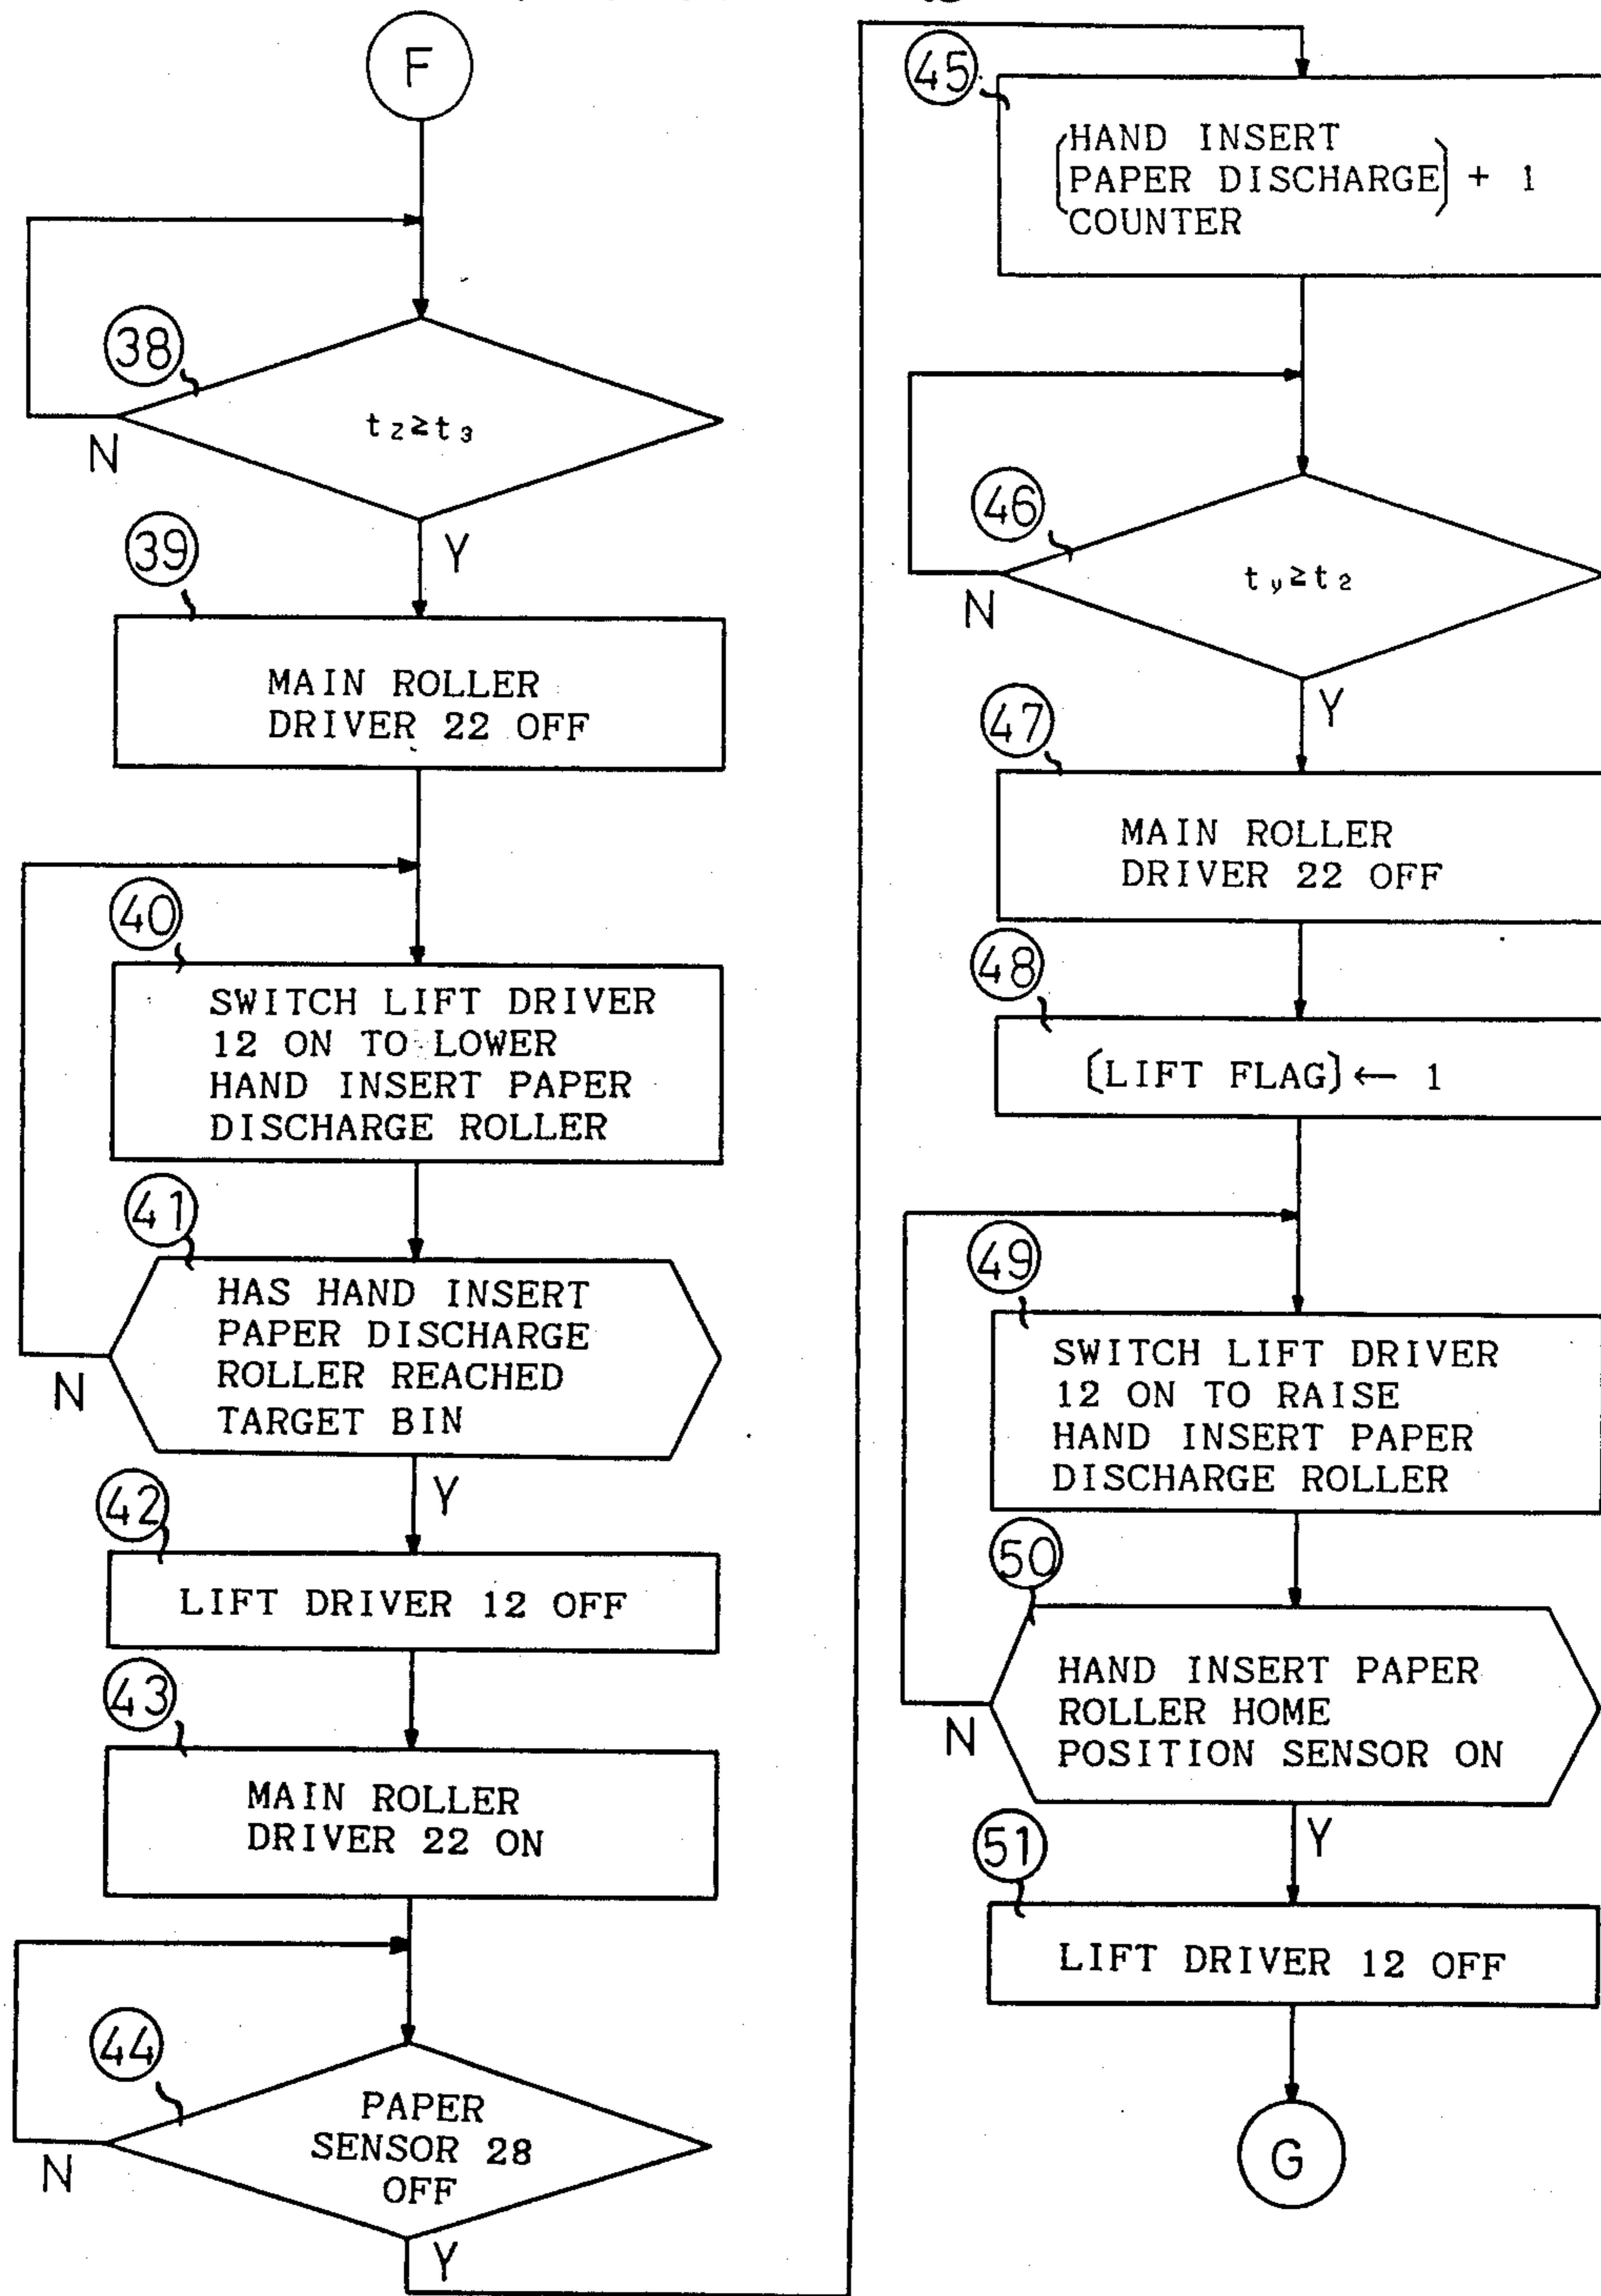 F
38
t₂≥t₃
N
Y
39
MAIN ROLLER
DRIVER 22 OFF
40
SWITCH LIFT DRIVER
12 ON TO LOWER
HAND INSERT PAPER
DISCHARGE ROLLER
41
HAS HAND INSERT
PAPER DISCHARGE
ROLLER REACHED
TARGET BIN
N
Y
42
LIFT DRIVER 12 OFF
43
MAIN ROLLER
DRIVER 22 ON
44
PAPER
SENSOR 28
OFF
N
Y
45
HAND INSERT
(PAPER DISCHARGE) + 1
COUNTER
46
t y≥t₂
N
Y
47
MAIN ROLLER
DRIVER 22 OFF
48
(LIFT FLAG) ← 1
49
SWITCH LIFT DRIVER
12 ON TO RAISE
HAND INSERT PAPER
DISCHARGE ROLLER
50
HAND INSERT PAPER
ROLLER HOME
POSITION SENSOR ON
N
Y
51
LIFT DRIVER 12 OFF
G